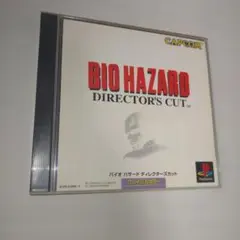 CAPCOM
BIO HAZARD
DIRECTOR'S CUT
バイオ ハザード ディレクターズカット
PlayStation